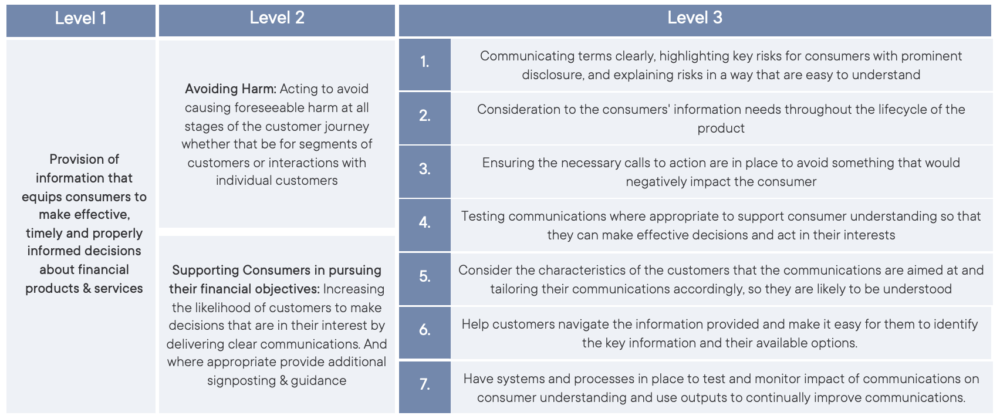 Level 1
Level 2
Level 3
Provision of
information that
equips consumers to
make effective,
timely and properly
informed decisions
about financial
products & services
Avoiding Harm: Acting to avoid
causing foreseeable harm at all
stages of the customer journey
whether that be for segments of
customers or interactions with
individual customers
Supporting Consumers in pursuing
their financial objectives: Increasing
the likelihood of customers to make
decisions that are in their interest by
delivering clear communications. And
where appropriate provide additional
signposting & guidance
1.
Communicating terms clearly, highlighting key risks for consumers with prominent
disclosure, and explaining risks in a way that are easy to understand
2.
Consideration to the consumers' information needs throughout the lifecycle of the
product
3.
Ensuring the necessary calls to action are in place to avoid something that would
negatively impact the consumer
4.
Testing communications where appropriate to support consumer understanding so that
they can make effective decisions and act in their interests
5.
Consider the characteristics of the customers that the communications are aimed at and
tailoring their communications accordingly, so they are likely to be understood
6.
Help customers navigate the information provided and make it easy for them to identify
the key information and their available options.
7.
Have systems and processes in place to test and monitor impact of communications on
consumer understanding and use outputs to continually improve communications.